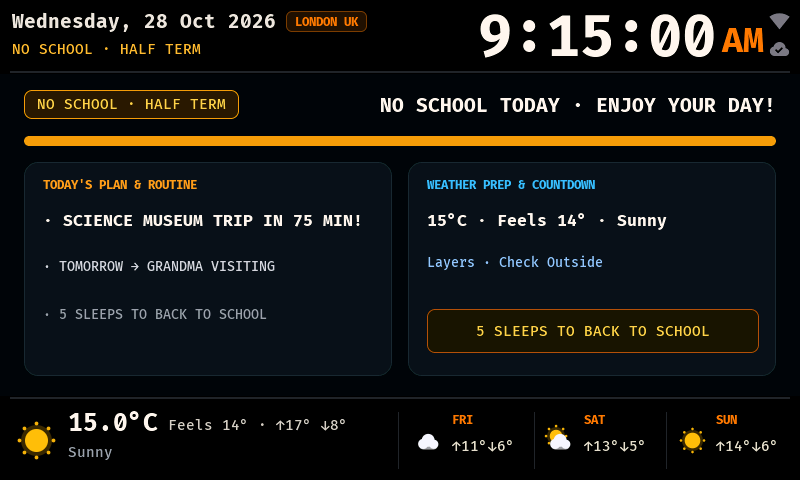 Wednesday, 28 Oct 2026 LONDON UK
NO SCHOOL · HALF TERM
9:15:00 AM
NO SCHOOL · HALF TERM
NO SCHOOL TODAY · ENJOY YOUR DAY!
TODAY'S PLAN & ROUTINE
· SCIENCE MUSEUM TRIP IN 75 MIN!
· TOMORROW → GRANDMA VISITING
· 5 SLEEPS TO BACK TO SCHOOL
WEATHER PREP & COUNTDOWN
15°C · Feels 14° · Sunny
Layers · Check Outside
5 SLEEPS TO BACK TO SCHOOL
15.0°C Feels 14° · ↑17° ↓8°
Sunny
FRI
↑11°↓6°
SAT
↑13°↓5°
SUN
↑14°↓6°